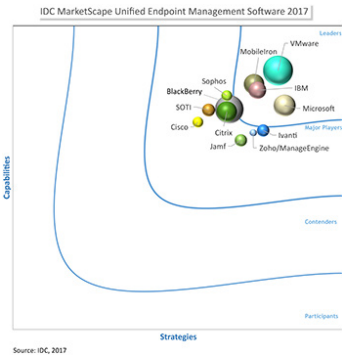 IDC MarketScape Unified Endpoint Management Software 2017
Leaders
VMware
MobileIron
IBM
Sophos
BlackBerry
Microsoft
SOTI
Cisco
Citrix
Major Players
Ivanti
Jamf
Zoho/ManageEngine
Capabilities
Contenders
Participants
Strategies
Source: IDC, 2017